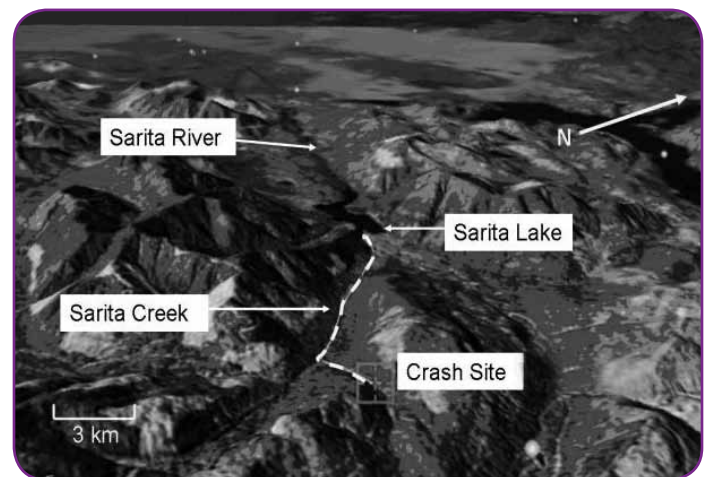 Sarita River
N
Sarita Lake
Sarita Creek
Crash Site
3 km